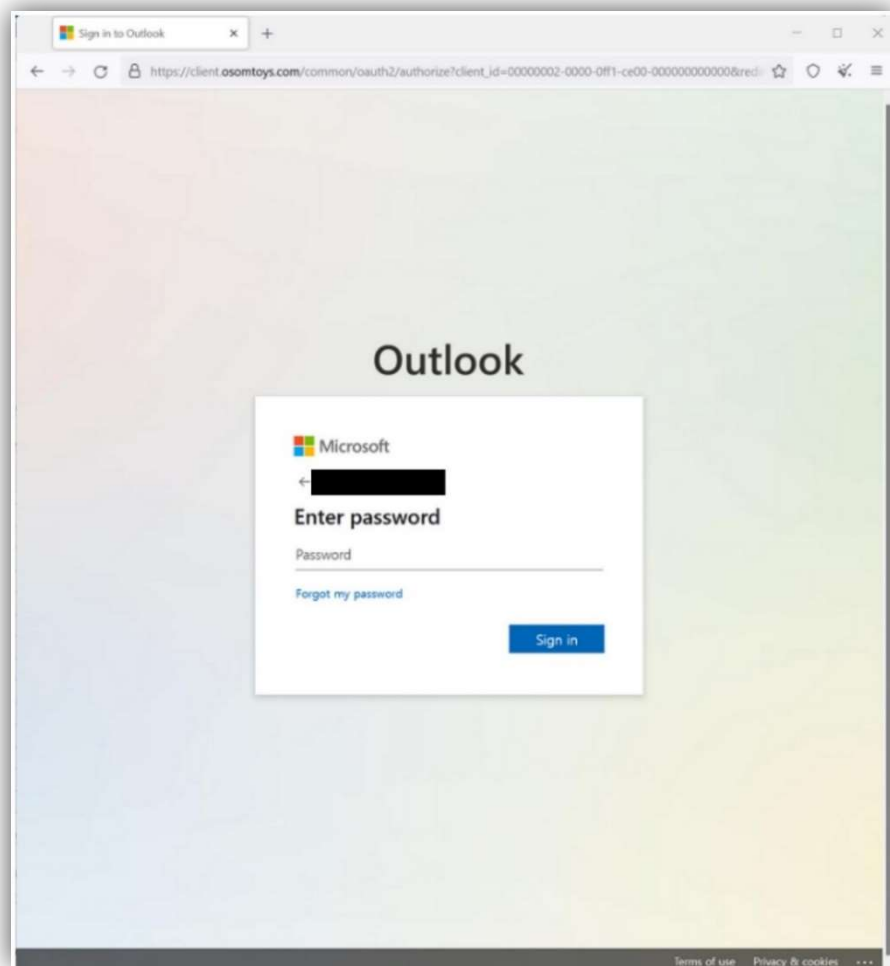 Sign in to Outlook
https://client.osomtoys.com/common/oauth2/authorize?client_id=00000002-0000-0ff1-ce00-000000000000&redi
Outlook
Microsoft
Enter password
Password
Forgot my password
Sign in
Terms of use Privacy & cookies ...